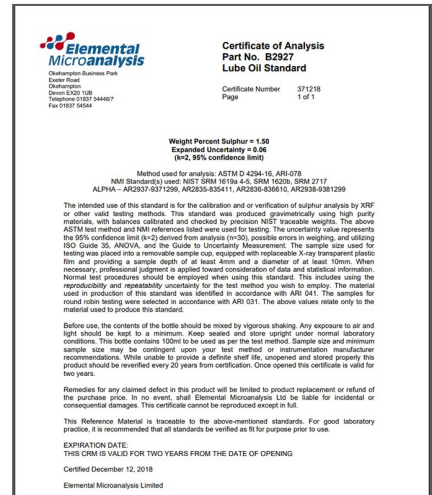 Elemental
Microanalysis
Okehampton Business Park
Exeter Road
Okehampton
Devon EX20 1UB
Telephone 01837 54446/7
Fax 01837 54544
Certificate of Analysis
Part No. B2927
Lube Oil Standard
Certificate Number 371218
Page 1 of 1
Weight Percent Sulphur = 1.50
Expanded Uncertainty = 0.06
(k=2, 95% confidence limit)
Method used for analysis: ASTM D 4294-16, ARI-078
NMI Standard(s) used: NIST SRM 1619a 4-5, SRM 1620b, SRM 2717
ALPHA – AR2937-9371299, AR2835-835411, AR2836-836610, AR2938-9381299
The intended use of this standard is for the calibration and or verification of sulphur analysis by XRF
or other valid testing methods. This standard was produced gravimetrically using high purity
materials, with balances calibrated and checked by precision NIST traceable weights. The above
ASTM test method and NMI references listed were used for testing. The uncertainty value represents
the 95% confidence limit (k=2) derived from analysis (n=30), possible errors in weighing, and utilizing
ISO Guide 35, ANOVA, and the Guide to Uncertainty Measurement. The sample size used for
testing was placed into a removable sample cup, equipped with replaceable X-ray transparent plastic
film and providing a sample depth of at least 4mm and a diameter of at least 10mm. When
necessary, professional judgment is applied toward consideration of data and statistical information.
Normal test procedures should be employed when using this standard. This includes using the
reproducibility and repeatability uncertainty for the test method you wish to employ. The material
used in production of this standard was identified in accordance with ARI 041. The samples for
round robin testing were selected in accordance with ARI 031. The above values relate only to the
material used to produce this standard.
Before use, the contents of the bottle should be mixed by vigorous shaking. Any exposure to air and
light should be kept to a minimum. Keep sealed and store upright under normal laboratory
conditions. This bottle contains 100ml to be used as per the test method. Sample size and minimum
sample size may be contingent upon your test method or instrumentation manufacturer
recommendations. While unable to provide a definite shelf life, unopened and stored properly this
product should be reverified every 20 years from certification. Once opened this certificate is valid for
two years.
Remedies for any claimed defect in this product will be limited to product replacement or refund of
the purchase price. In no event, shall Elemental Microanalysis Ltd be liable for incidental or
consequential damages. This certificate cannot be reproduced except in full.
This Reference Material is traceable to the above-mentioned standards. For good laboratory
practice, it is recommended that all standards be verified as fit for purpose prior to use.
EXPIRATION DATE:
THIS CRM IS VALID FOR TWO YEARS FROM THE DATE OF OPENING
Certified December 12, 2018
Elemental Microanalysis Limited